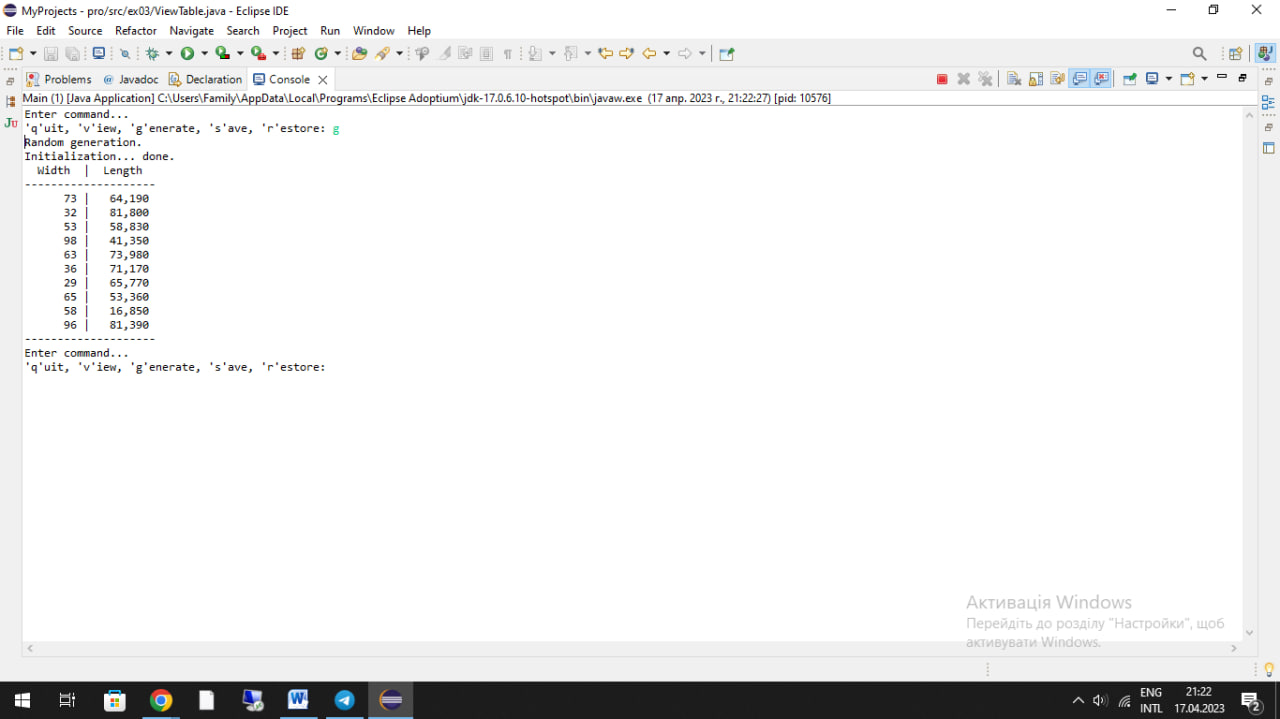 MyProjects - pro/src/ex03/ViewTable.java - Eclipse IDE
File Edit Source Refactor Navigate Search Project Run Window Help
Problems @ Javadoc Declaration Console
Main (1) [Java Application] C:\Users\Family\AppData\Local\Programs\Eclipse Adoptium\jdk-17.0.6.10-hotspot\bin\javaw.exe (17 апр. 2023 г., 21:22:27) [pid: 10576]
Enter command...
'q'uit, 'v'iew, 'g'enerate, 's'ave, 'r'estore: g
Random generation.
Initialization... done.
Width | Length
--------------------
73 | 64,190
32 | 81,800
53 | 58,830
98 | 41,350
63 | 73,980
36 | 71,170
29 | 65,770
65 | 53,360
58 | 16,850
96 | 81,390
--------------------
Enter command...
'q'uit, 'v'iew, 'g'enerate, 's'ave, 'r'estore:
Активація Windows
Перейдіть до розділу "Настройки", щоб
активувати Windows.
ENG 21:22
INTL 17.04.2023 2